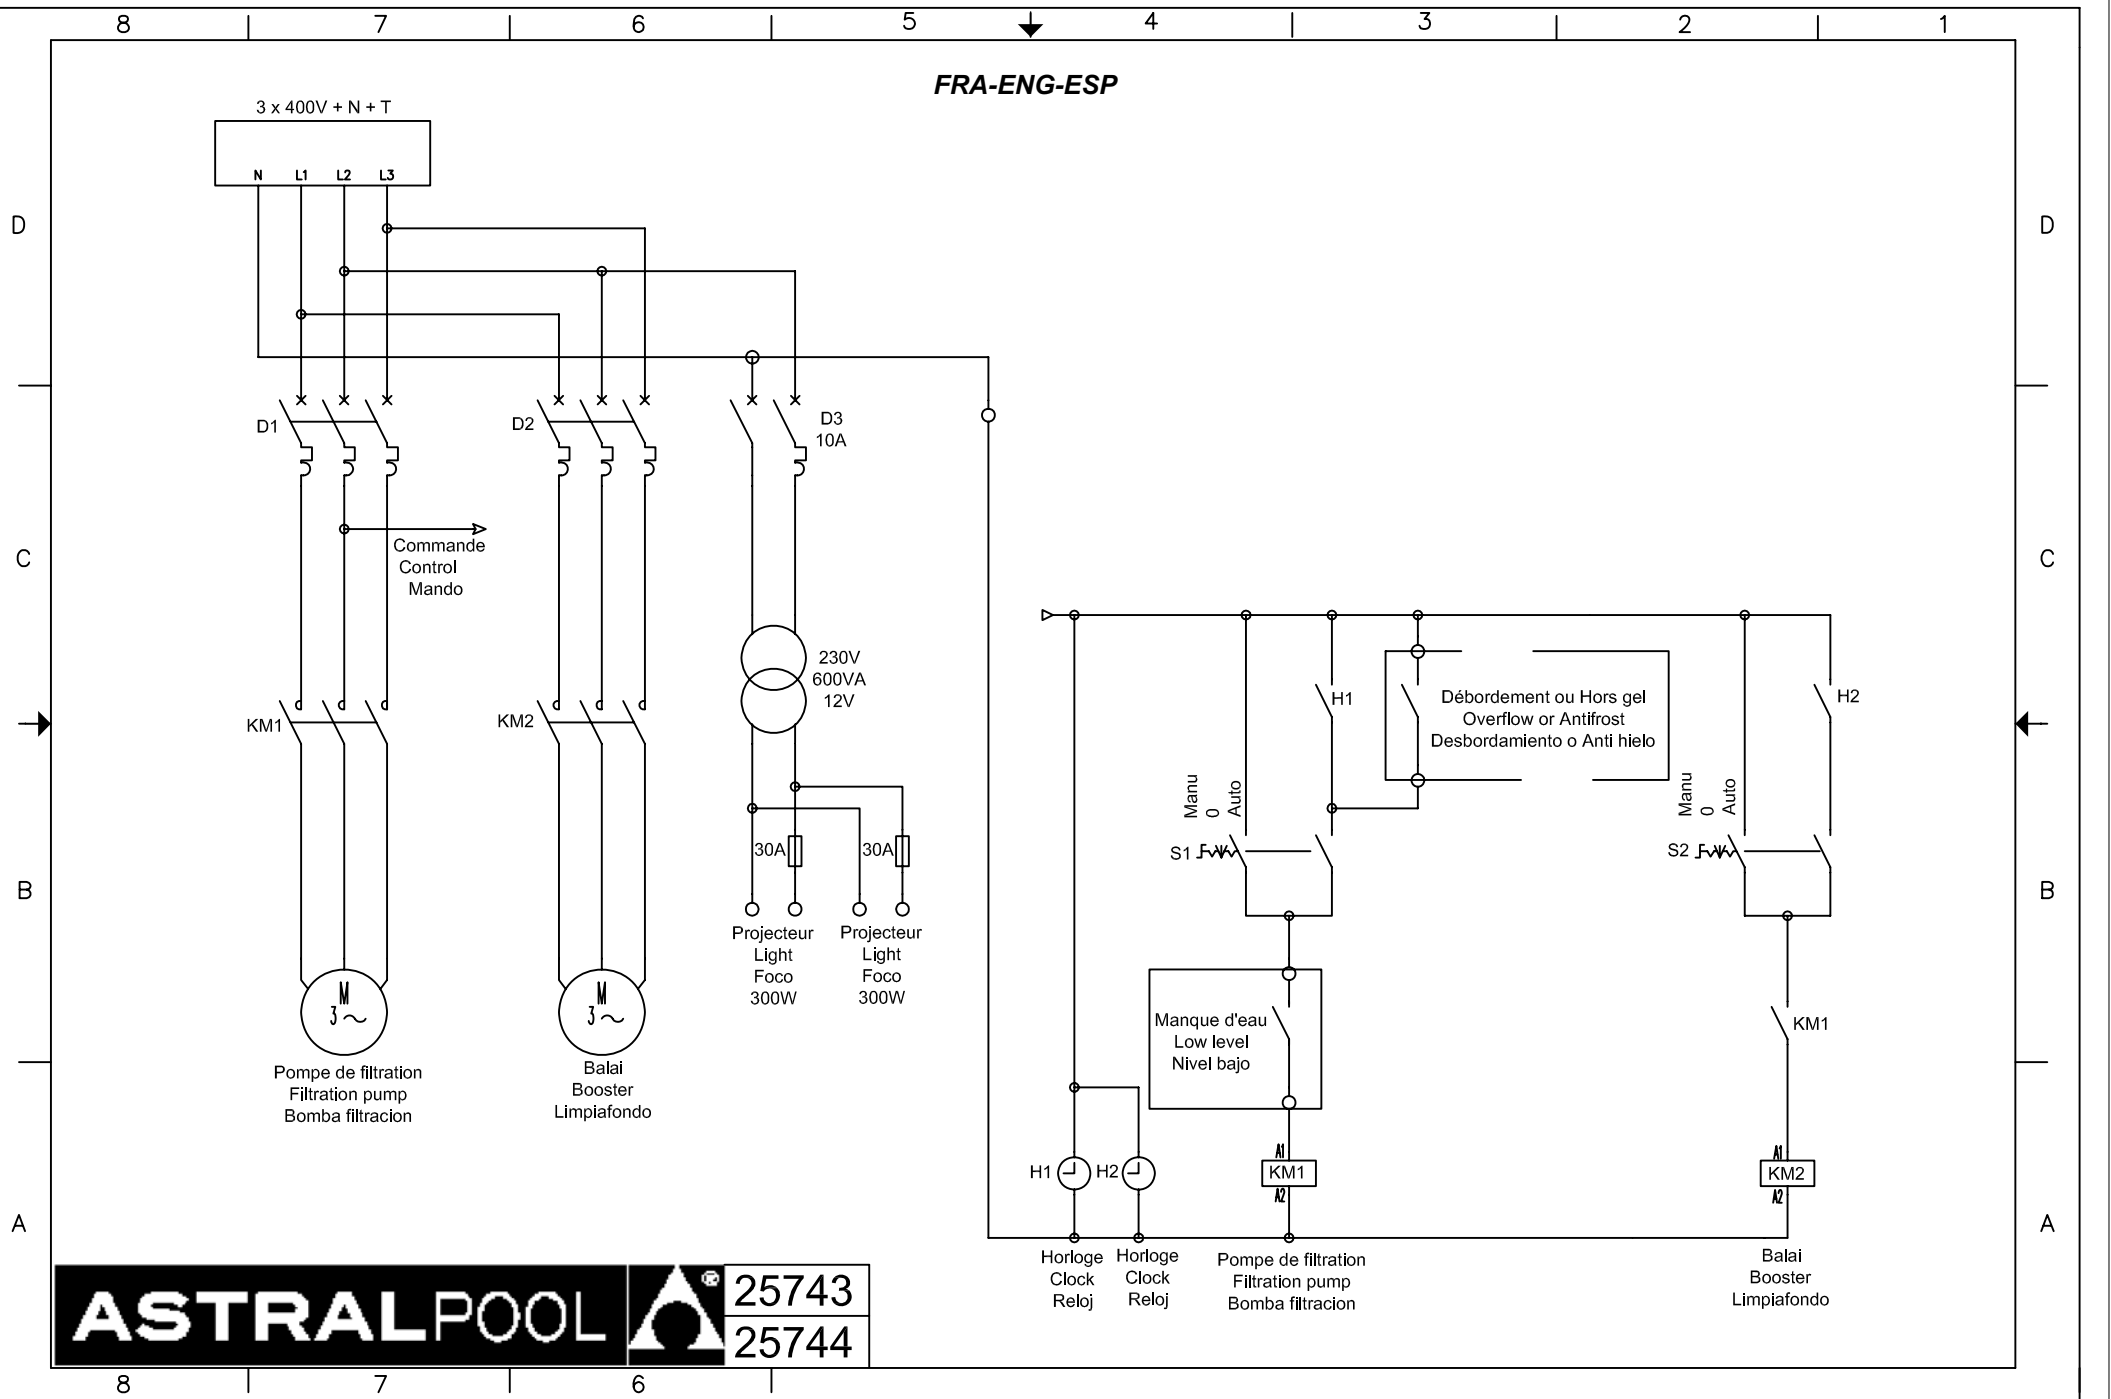 8 7 6 5 4 3 2 1
FRA-ENG-ESP
3 x 400V + N + T
N L1 L2 L3
D D
D1
D2
D3
10A
Commande
Control
Mando
C C
230V
600VA
12V
KM1
KM2
H1
Débordement ou Hors gel
Overflow or Antifrost
Desbordamiento o Anti hielo
H2
Manu
0
Auto
Manu
0
Auto
S1
S2
30A
30A
B B
Projecteur
Light
Foco
300W
Projecteur
Light
Foco
300W
M
3
M
3
Pompe de filtration
Filtration pump
Bomba filtracion
Balai
Booster
Limpiafondo
Manque d'eau
Low level
Nivel bajo
KM1
H1
H2
A1
KM1
A2
A1
KM2
A2
A A
Horloge
Clock
Reloj
Horloge
Clock
Reloj
Pompe de filtration
Filtration pump
Bomba filtracion
Balai
Booster
Limpiafondo
ASTRALPOOL ®
25743
25744
8 7 6